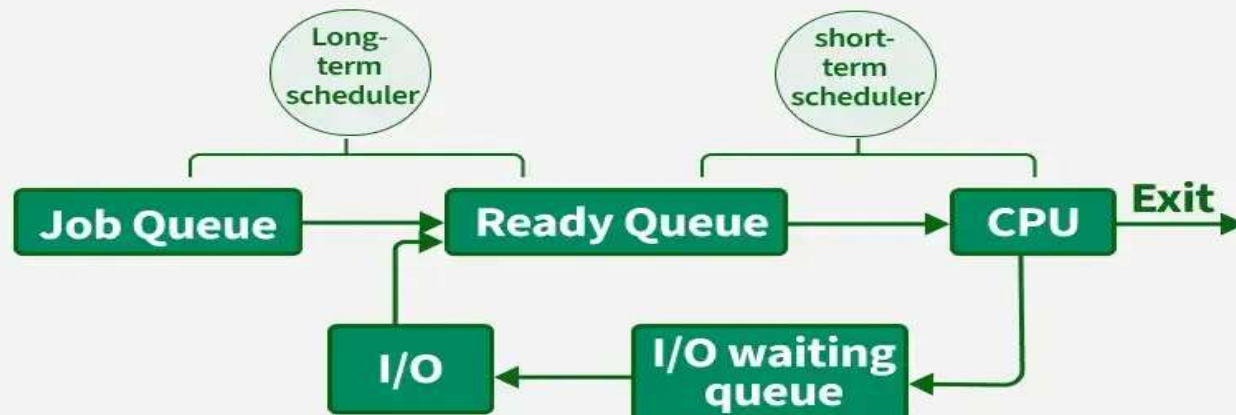 Long-
term
scheduler
short-
term
scheduler
Job Queue
Ready Queue
CPU
Exit
I/O
I/O waiting
queue